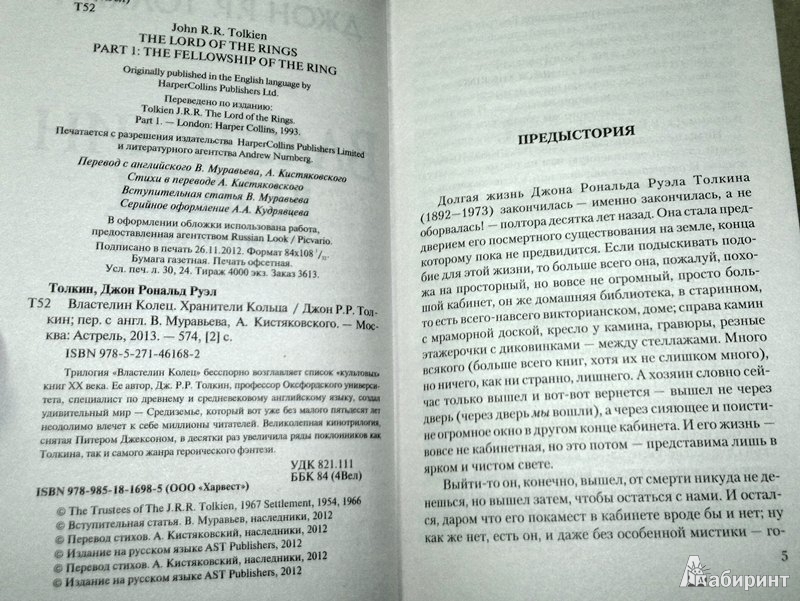 Т52
John R.R. Tolkien
THE LORD OF THE RINGS
PART 1: THE FELLOWSHIP OF THE RING
Originally published in the English language by
HarperCollins Publishers Ltd.
Переведено по изданию:
Tolkien J.R.R. The Lord of the Rings.
Part 1. — London: Harper Collins, 1993.
Печатается с разрешения издательства HarperCollins Publishers Limited
и литературного агентства Andrew Nurnberg.
Перевод с английского В. Муравьева, А. Кистяковского
Стихи в переводе А. Кистяковского
Вступительная статья В. Муравьева
Серийное оформление А.А. Кудрявцева
В оформлении обложки использована работа,
предоставленная агентством Russian Look / Picvario.
Подписано в печать 26.11.2012. Формат 84х108 1/32.
Бумага газетная. Печать офсетная.
Усл. печ. л. 30, 24. Тираж 4000 экз. Заказ 3613.
Толкин, Джон Рональд Руэл
Т52 Властелин Колец. Хранители Кольца / Джон Р.Р. Тол-
кин; пер. с англ. В. Муравьева, А. Кистяковского. — Мос-
ква: Астрель, 2013. — 574, [2] с.
ISBN 978-5-271-46168-2
Трилогия «Властелин Колец» бесспорно возглавляет список «культовых»
книг XX века. Ее автор, Дж. Р.Р. Толкин, профессор Оксфордского универси-
тета, специалист по древнему и средневековому английскому языку, создал
удивительный мир — Средиземье, который вот уже без малого пятьдесят лет
неодолимо влечет к себе миллионы читателей. Великолепная кинотрилогия,
снятая Питером Джексоном, в десятки раз увеличила ряды поклонников как
Толкина, так и самого жанра героического фэнтези.
УДК 821.111
ББК 84 (4Вел)
ISBN 978-985-18-1698-5 (ООО «Харвест»)
© The Trustees of The J.R.R. Tolkien, 1967 Settlement, 1954, 1966
© Вступительная статья. В. Муравьев, наследники, 2012
© Перевод стихов. А. Кистяковский, наследники, 2012
© Издание на русском языке AST Publishers, 2012
© Перевод стихов. А. Кистяковский, наследники, 2012
© Издание на русском языке AST Publishers, 2012
ПРЕДЫСТОРИЯ
Долгая жизнь Джона Рональда Руэла Толкина
(1892—1973) закончилась — именно закончилась, а не
оборвалась! — полтора десятка лет назад. Она стала пред-
дверием его посмертного существования на земле, конца
которому пока не предвидится. Если подыскивать подо-
бие для этой жизни, то больше всего она, пожалуй, похо-
жа на просторный, но вовсе не огромный, просто боль-
шой кабинет, он же домашняя библиотека, в старинном,
то есть всего-навсего викторианском, доме; справа камин
с мраморной доской, кресло у камина, гравюры, резные
этажерочки с диковинками — между стеллажами. Много
всякого (больше всего книг, хотя их не слишком много),
но ничего, как ни странно, лишнего. А хозяин словно сей-
час только вышел и вот-вот вернется — вышел не через
дверь (через дверь мы вошли), а через сияющее и поисти-
не огромное окно в другом конце кабинета. И его жизнь —
вовсе не кабинетная, но это потом — представима лишь в
ярком и чистом свете.
Выйти-то он, конечно, вышел, от смерти никуда не де-
нешься, но вышел затем, чтобы остаться с нами. И остал-
ся, даром что его покамест в кабинете вроде бы и нет; ну
как же нет, есть он, и даже без особенной мистики — го-
5
Лабиринт